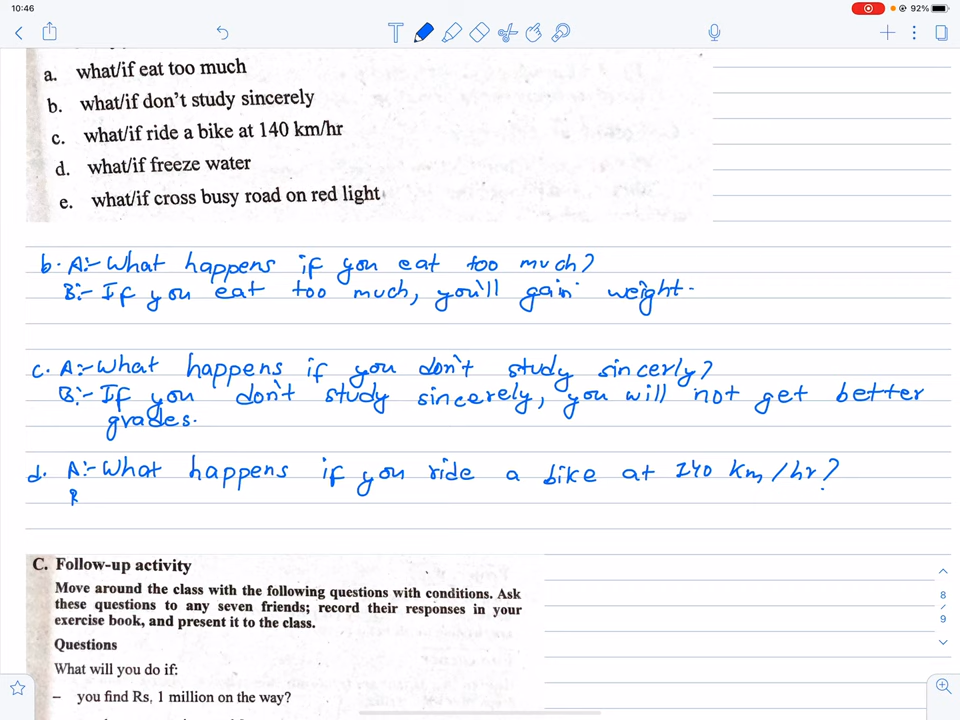 10:46
92%
a. what/if eat too much
b. what/if don't study sincerely
c. what/if ride a bike at 140 km/hr
d. what/if freeze water
e. what/if cross busy road on red light
b. A:- What happens if you eat too much?
B:- If you eat too much, you'll gain weight.
c. A:- What happens if you don't study sincerly?
B:- If you don't study sincerely, you will not get better
grades.
d. A:- What happens if you ride a bike at 140 km/hr?
C. Follow-up activity
Move around the class with the following questions with conditions. Ask
these questions to any seven friends; record their responses in your
exercise book, and present it to the class.
Questions
What will you do if:
– you find Rs, 1 million on the way?
8
/
9